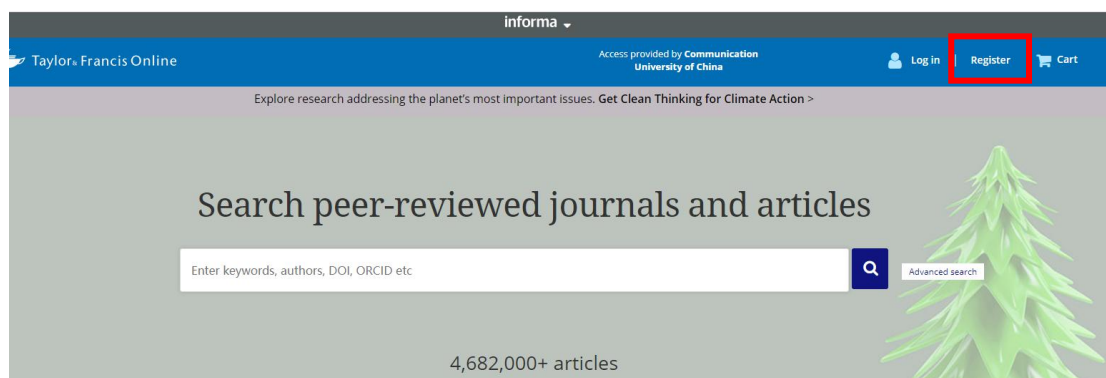 informa
Taylor & Francis Online
Access provided by Communication
University of China
Log in | Register
Cart
Explore research addressing the planet's most important issues. Get Clean Thinking for Climate Action >
Search peer-reviewed journals and articles
Enter keywords, authors, DOI, ORCID etc
Advanced search
4,682,000+ articles